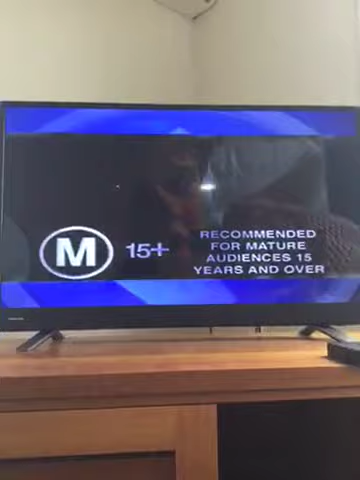 M
15+
RECOMMENDED
FOR MATURE
AUDIENCES 15
YEARS AND OVER